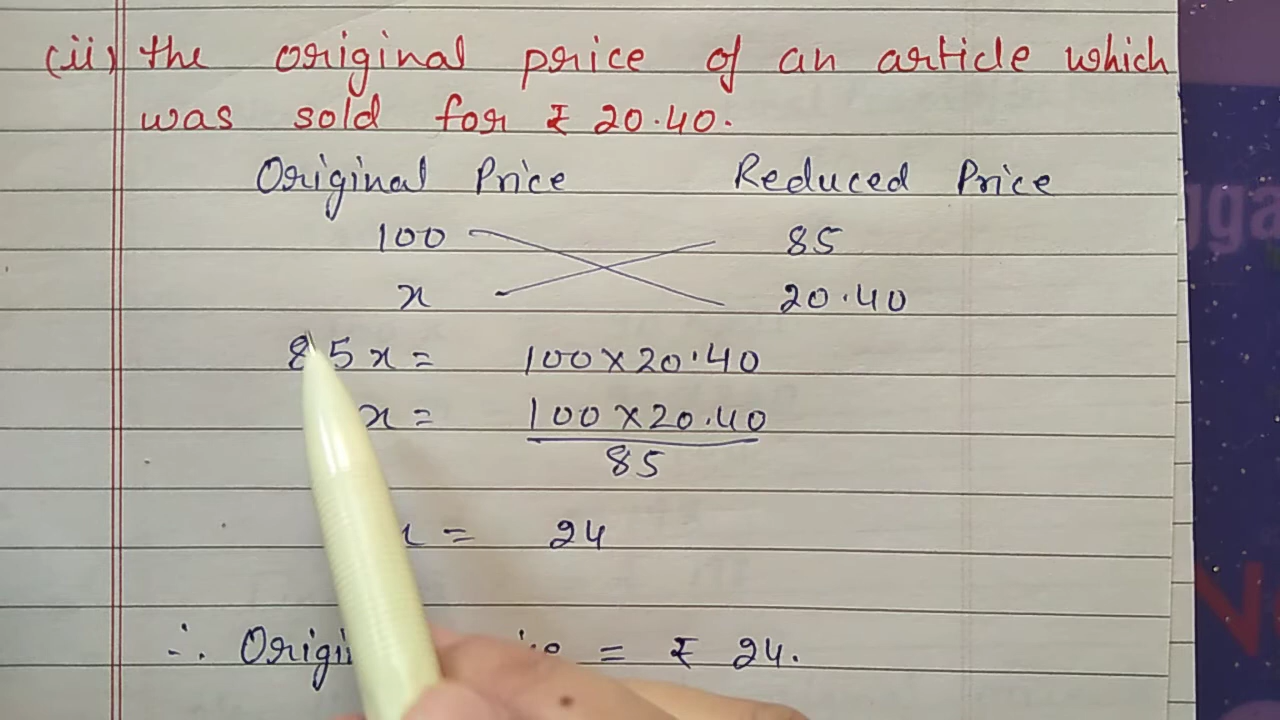 (ii) the original price of an article which
was sold for ₹ 20.40.
Original Price Reduced Price
100 85
x 20.40
85x = 100×20.40
x = 100×20.40
85
x = 24
∴ = ₹ 24.